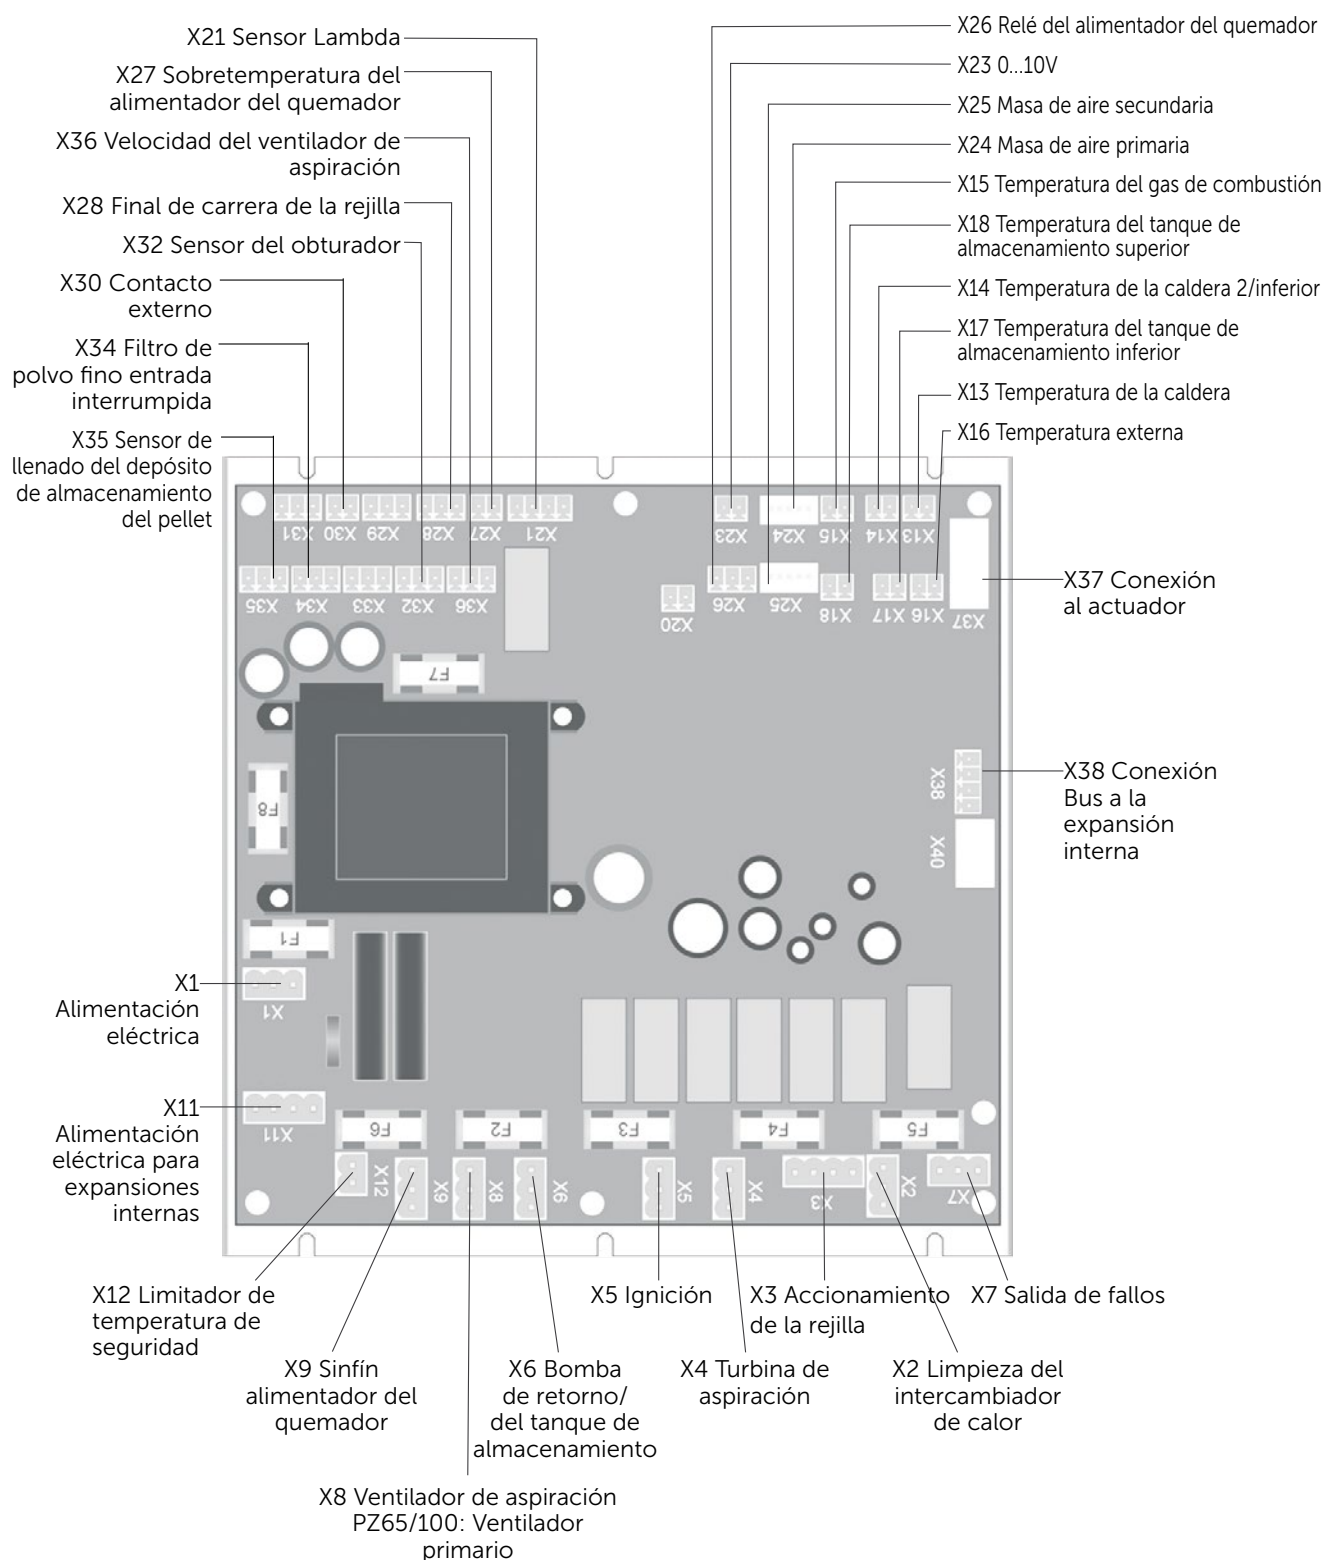 X21 Sensor Lambda
X27 Sobretemperatura del
alimentador del quemador
X36 Velocidad del ventilador de
aspiración
X28 Final de carrera de la rejilla
X32 Sensor del obturador
X30 Contacto
externo
X34 Filtro de
polvo fino entrada
interrumpida
X35 Sensor de
llenado del depósito
de almacenamiento
del pellet
X26 Relé del alimentador del quemador
X23 0...10V
X25 Masa de aire secundaria
X24 Masa de aire primaria
X15 Temperatura del gas de combustión
X18 Temperatura del tanque de
almacenamiento superior
X14 Temperatura de la caldera 2/inferior
X17 Temperatura del tanque de
almacenamiento inferior
X13 Temperatura de la caldera
X16 Temperatura externa
X31 X30 X29 X28 X27 X21 X23 X24 X15 X14 X13
X35 X34 X33 X32 X36 X20 X26 X25 X18 X17 X16 X37
X37 Conexión
al actuador
F7
F8
X38
X38 Conexión
Bus a la
expansión
interna
X40
F1
X1
X1
Alimentación
eléctrica
X11
X11
Alimentación
eléctrica para
expansiones
internas
F6 F2 F3 F4 F5
X12 X9 X8 X6 X5 X4 X3 X2 X7
X12 Limitador de
temperatura de
seguridad
X5 Ignición
X3 Accionamiento
de la rejilla
X7 Salida de fallos
X9 Sinfín
alimentador del
quemador
X6 Bomba
de retorno/
del tanque de
almacenamiento
X4 Turbina de
aspiración
X2 Limpieza del
intercambiador
de calor
X8 Ventilador de aspiración
PZ65/100: Ventilador
primario